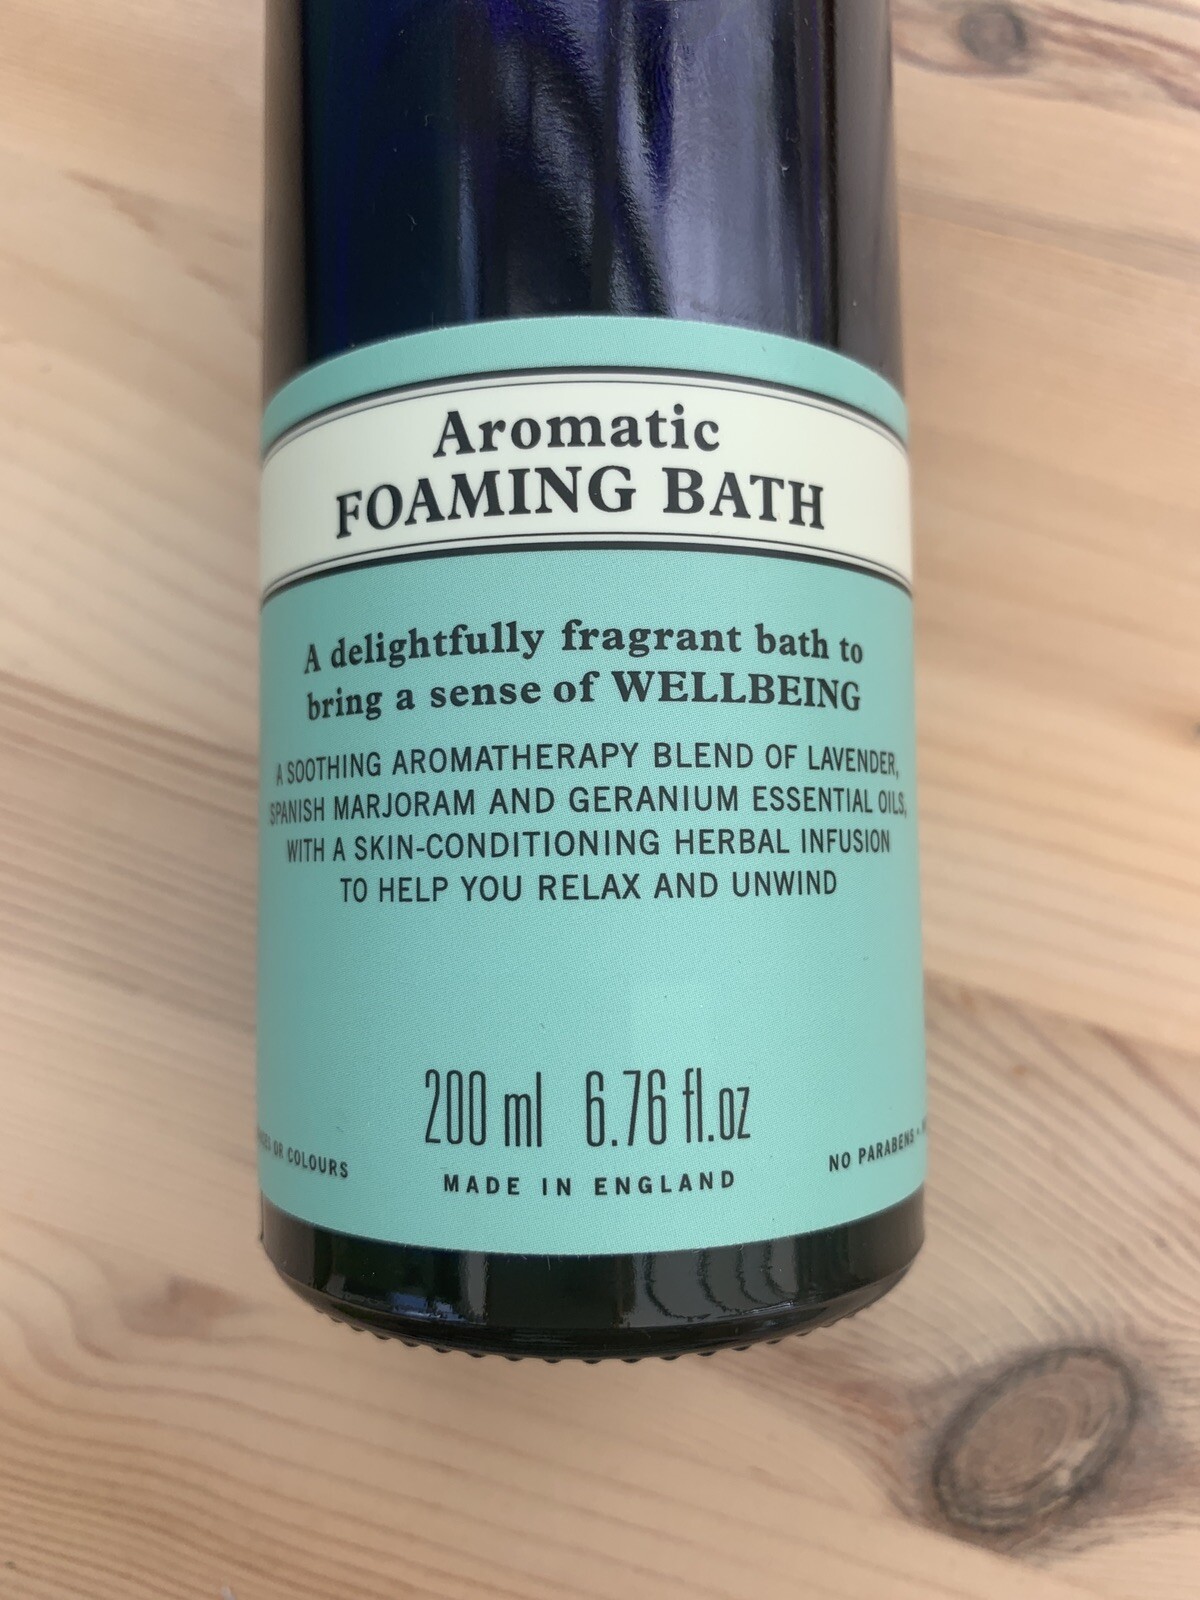 Aromatic
FOAMING BATH
A delightfully fragrant bath to
bring a sense of WELLBEING
A SOOTHING AROMATHERAPY BLEND OF LAVENDER,
SPANISH MARJORAM AND GERANIUM ESSENTIAL OILS,
WITH A SKIN-CONDITIONING HERBAL INFUSION
TO HELP YOU RELAX AND UNWIND
200 ml 6.76 fl.oz
OR COLOURS
MADE IN ENGLAND
NO PARABENS •